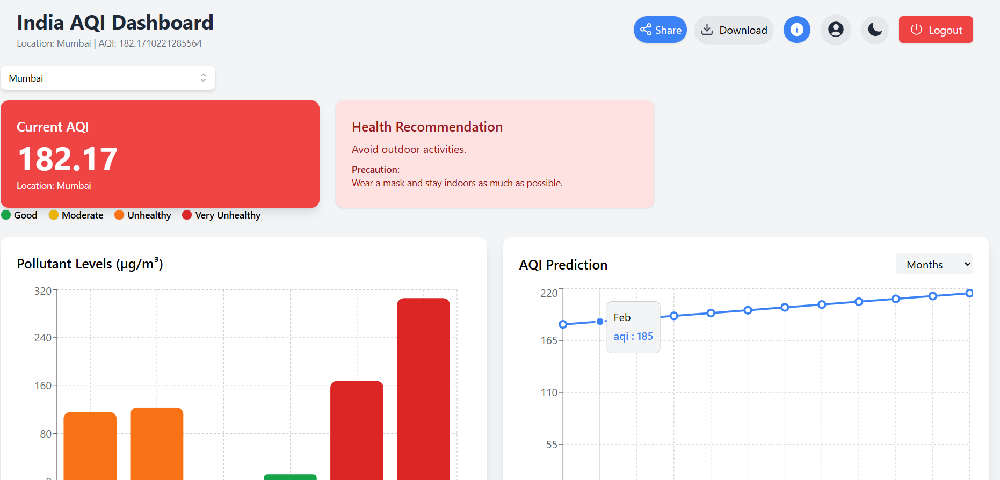 India AQI Dashboard
Location: Mumbai | AQI: 182.1710221285564
Share
Download
Logout
Mumbai
Current AQI
182.17
Location: Mumbai
Health Recommendation
Avoid outdoor activities.
Precaution:
Wear a mask and stay indoors as much as possible.
Good
Moderate
Unhealthy
Very Unhealthy
Pollutant Levels (µg/m³)
320
240
160
80
AQI Prediction
Months
220
165
110
55
Feb
aqi : 185